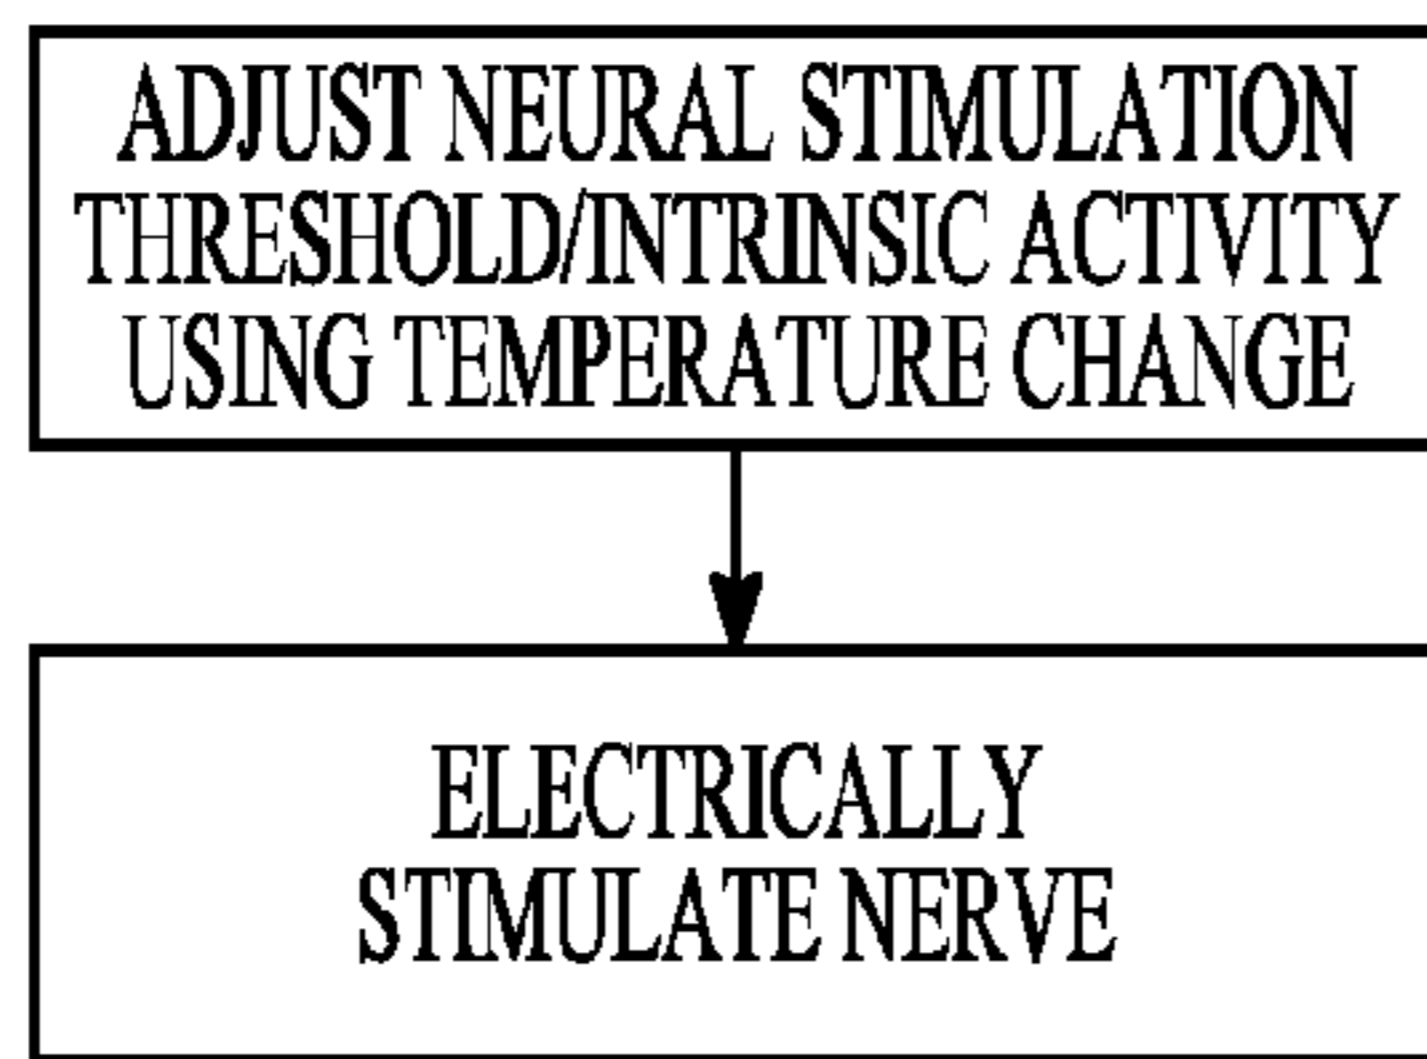 ADJUST NEURAL STIMULATION
THRESHOLD/INTRINSIC ACTIVITY
USING TEMPERATURE CHANGE
ELECTRICALLY
STIMULATE NERVE